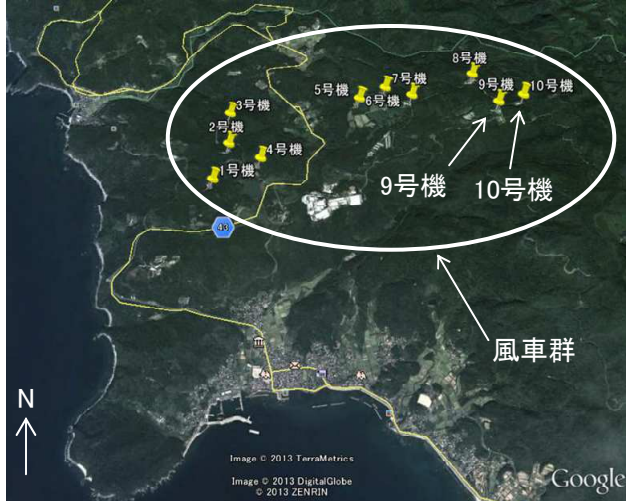 8号機
7号機
5号機
6号機
9号機
10号機
3号機
2号機
4号機
1号機
9号機
10号機
43
風車群
N
Image © 2013 TerraMetrics
Image © 2013 DigitalGlobe
© 2013 ZENRIN
Google